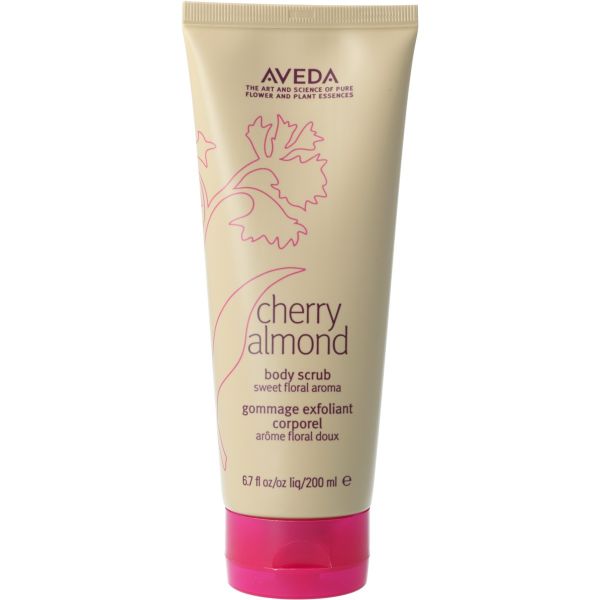 AVEDA
THE ART AND SCIENCE OF PURE
FLOWER AND PLANT ESSENCES
cherry
almond
body scrub
sweet floral aroma
gommage exfoliant
corporel
arôme floral doux
6.7 fl oz/oz liq/200 ml ℮